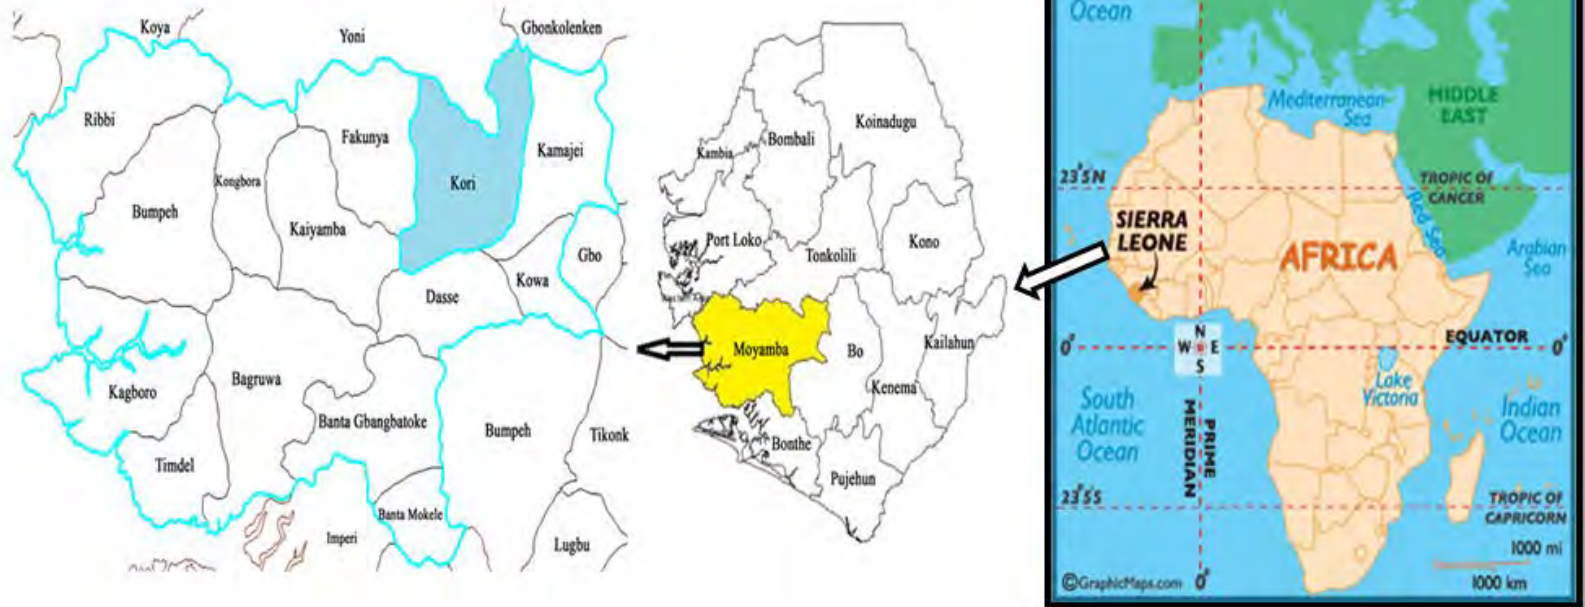 Koya
Yoni
Gbonkolenken
Ribbi
Fakunya
Kamajei
Kongbora
Kori
Bumpeh
Kaiyamba
Gbo
Kowa
Dasse
Kagboro
Bagruwa
Banta Gbangbatoke
Bumpeh
Tikonk
Timdel
Banta Mokele
Imperi
Lugbu
Koinadugu
Bombali
Kambia
Port Loko
Tonkolili
Kono
Moyamba
Bo
Kailahun
Kenema
Bonthe
Pujehun
Ocean
Mediterranean
Sea
MIDDLE
EAST
23°5N
TROPIC OF
CANCER
SIERRA
LEONE
Red Sea
AFRICA
Arabian
Sea
N
W E
S
EQUATOR
0°
0°
Lake
Victoria
South
Atlantic
Ocean
PRIME
MERIDIAN
Indian
Ocean
23°5S
TROPIC OF
CAPRICORN
1000 mi
1000 km
©GraphicMaps.com
0°